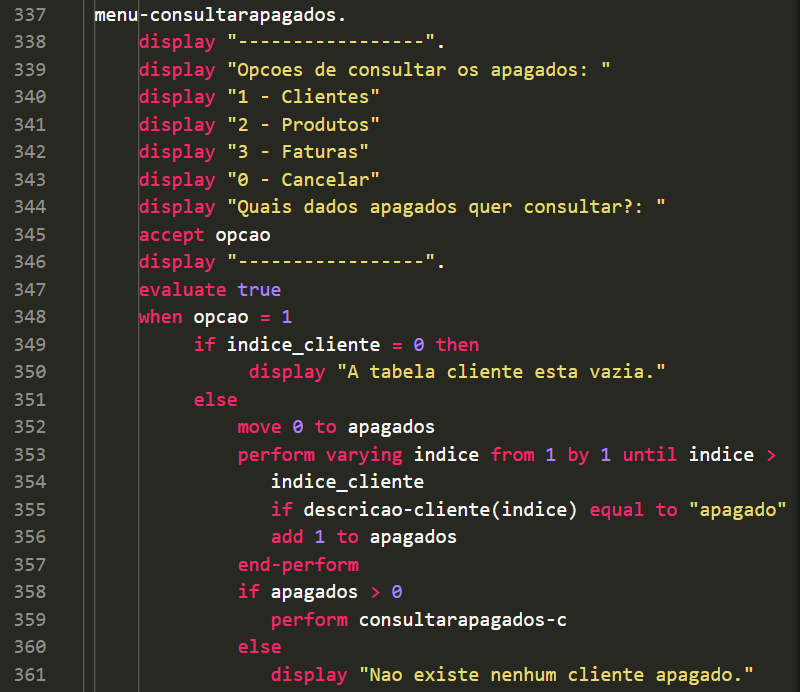 337 menu-consultarapagados.
338 display "-----------------".
339 display "Opcoes de consultar os apagados: "
340 display "1 - Clientes"
341 display "2 - Produtos"
342 display "3 - Faturas"
343 display "0 - Cancelar"
344 display "Quais dados apagados quer consultar?: "
345 accept opcao
346 display "-----------------".
347 evaluate true
348 when opcao = 1
349 if indice_cliente = 0 then
350 display "A tabela cliente esta vazia."
351 else
352 move 0 to apagados
353 perform varying indice from 1 by 1 until indice >
354 indice_cliente
355 if descricao-cliente(indice) equal to "apagado"
356 add 1 to apagados
357 end-perform
358 if apagados > 0
359 perform consultarapagados-c
360 else
361 display "Nao existe nenhum cliente apagado."